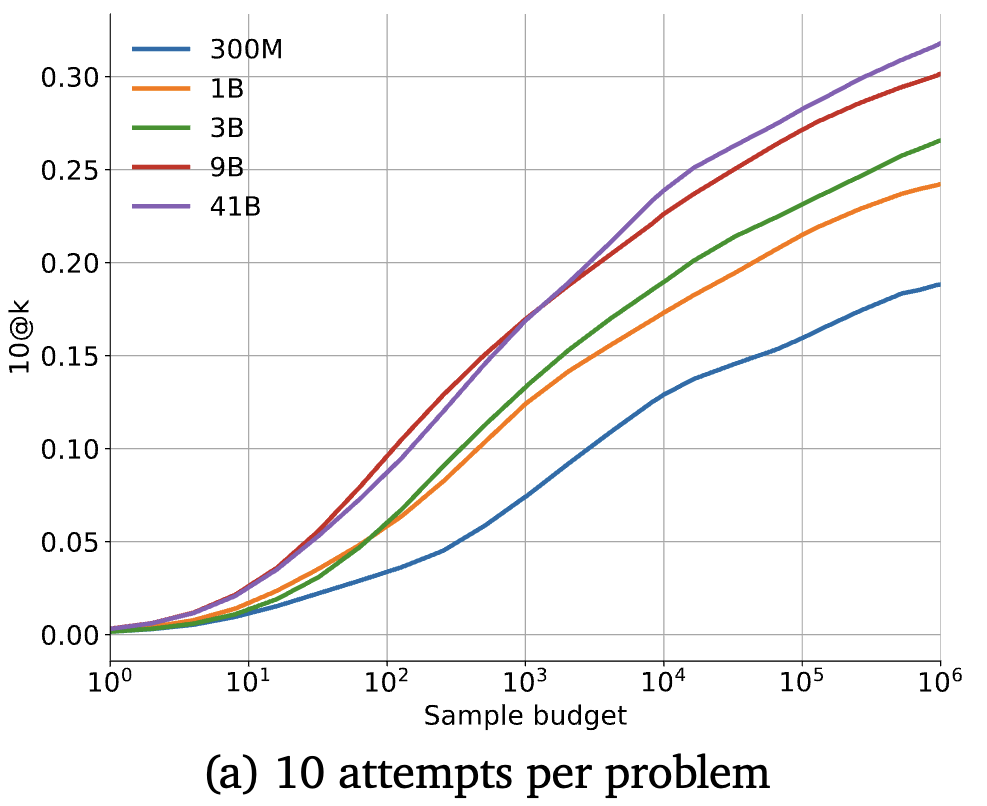 300M
1B
3B
9B
41B
0.30
0.25
0.20
0.15
0.10
0.05
0.00
10@k
10⁰ 10¹ 10² 10³ 10⁴ 10⁵ 10⁶
Sample budget
(a) 10 attempts per problem